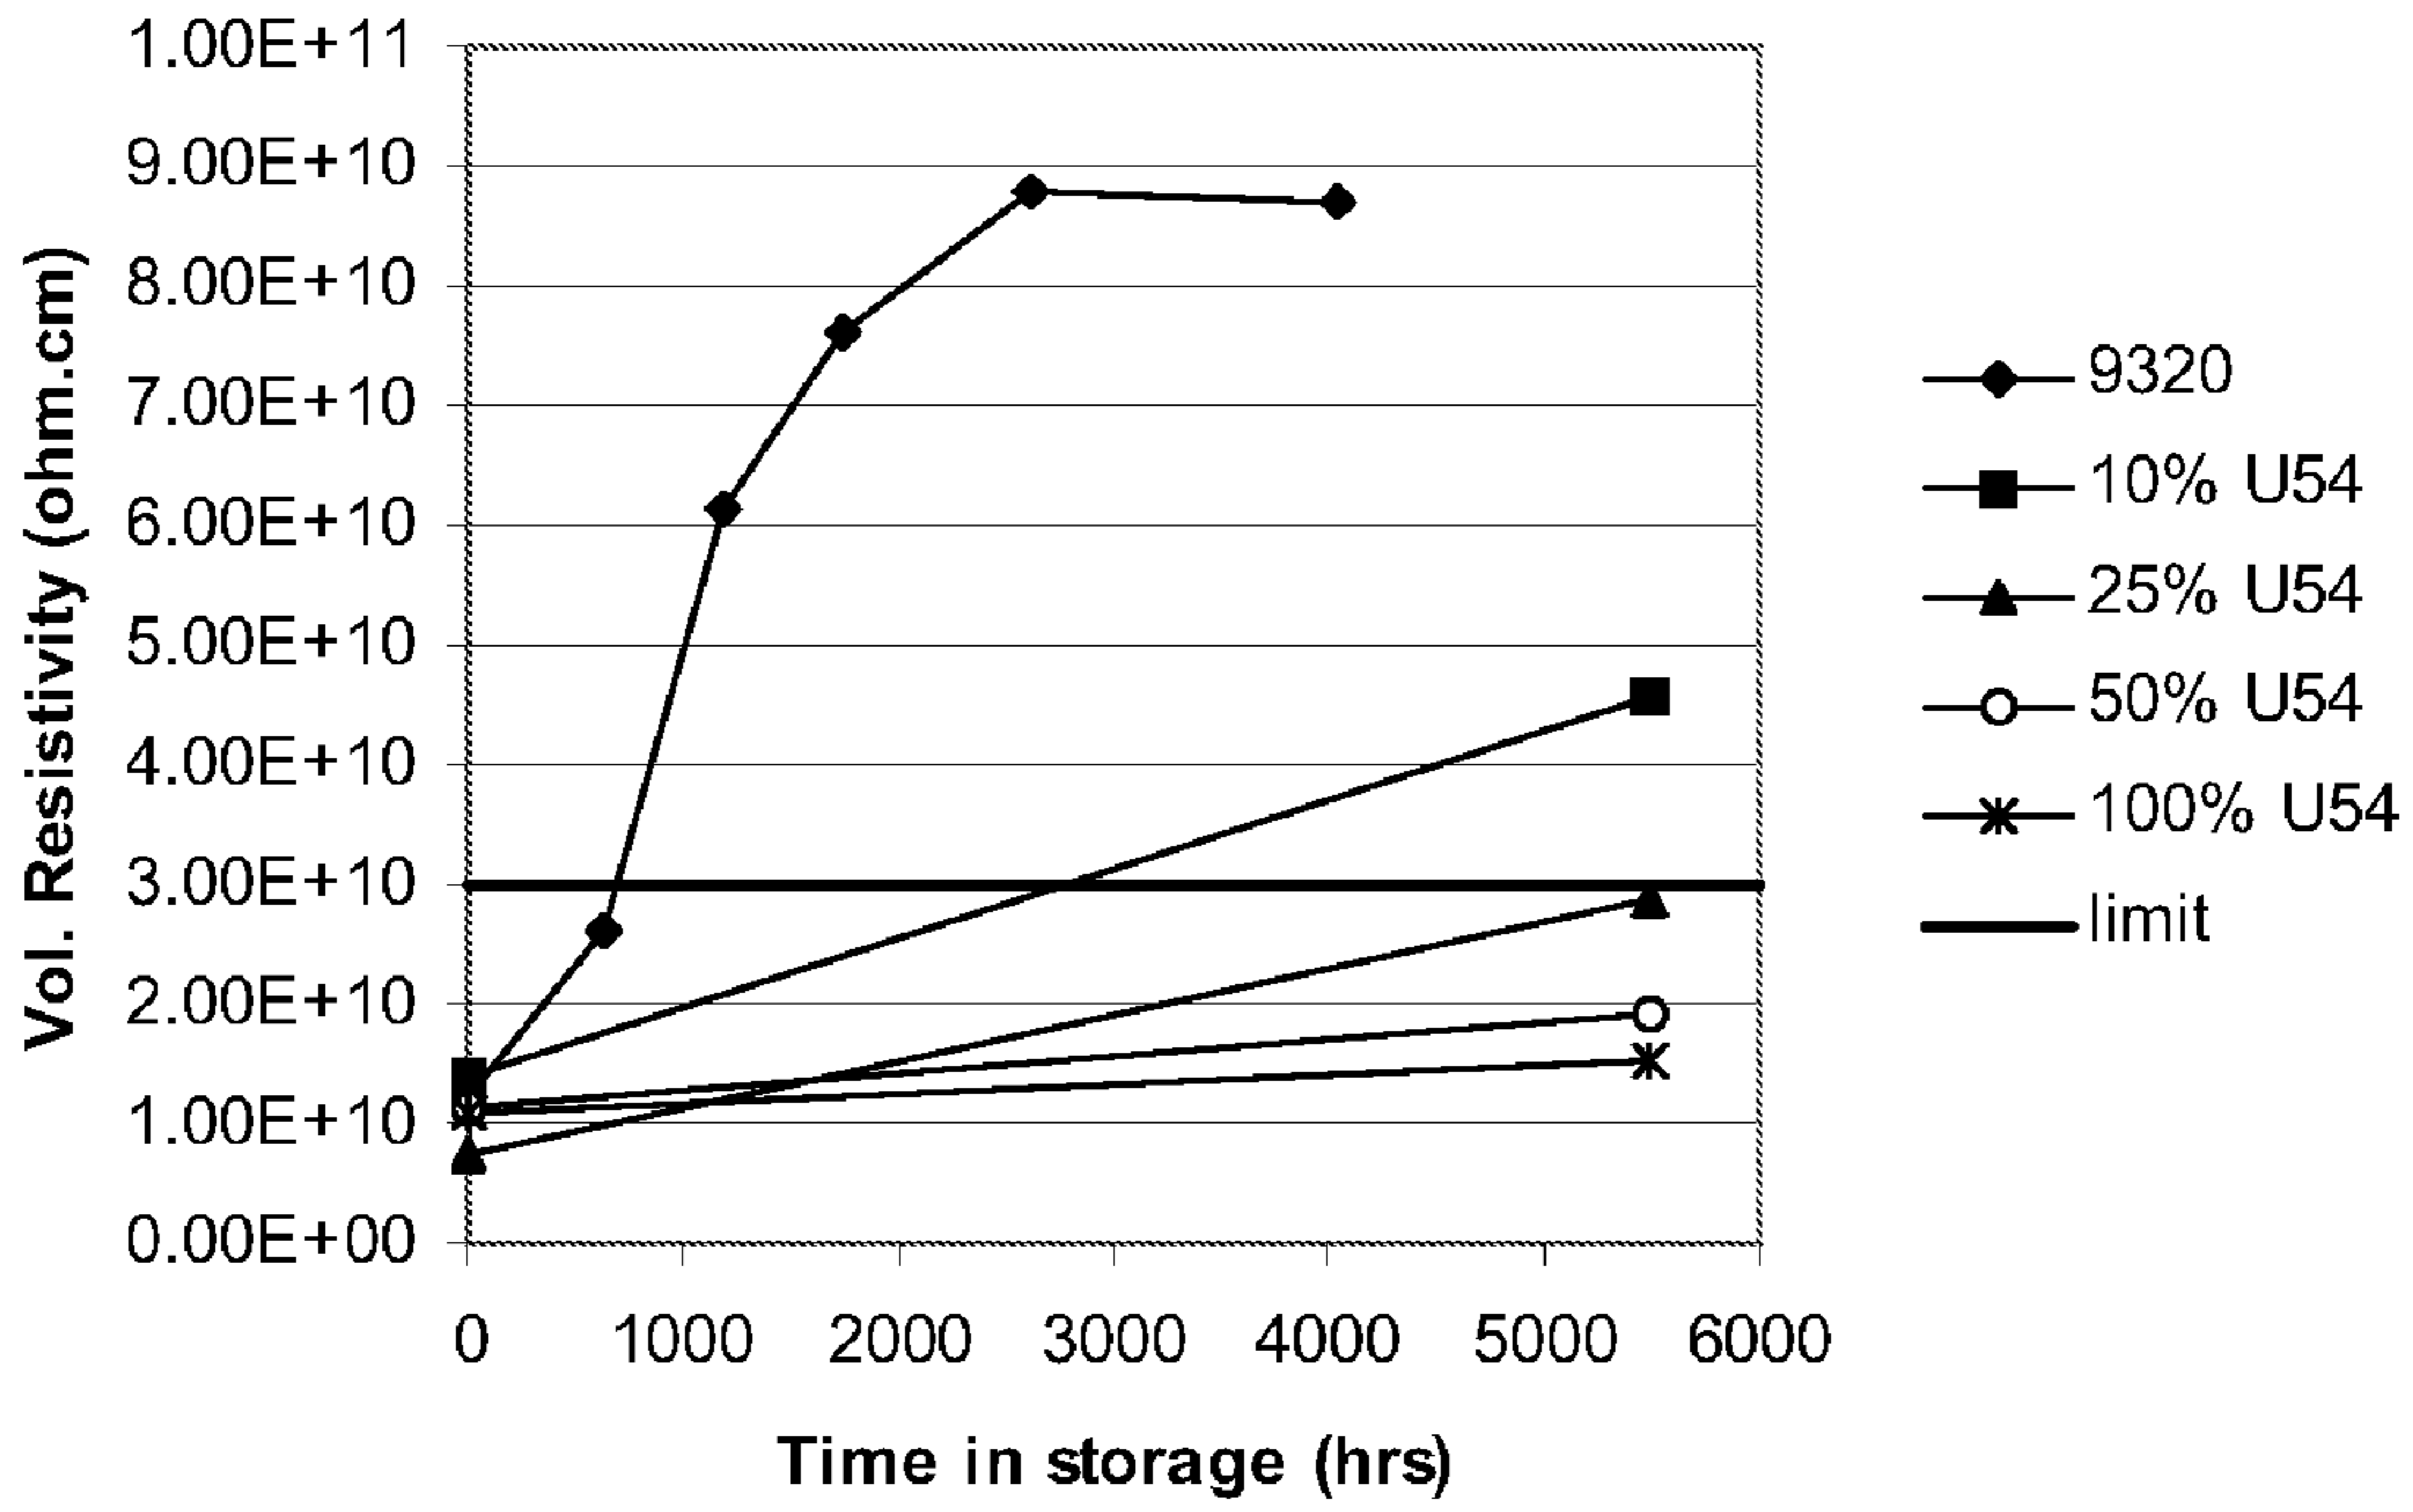 1.00E+11
9.00E+10
8.00E+10
7.00E+10
6.00E+10
5.00E+10
4.00E+10
3.00E+10
2.00E+10
1.00E+10
0.00E+00
Vol. Resistivity (ohm.cm)
0 1000 2000 3000 4000 5000 6000
Time in storage (hrs)
9320
10% U54
25% U54
50% U54
100% U54
limit